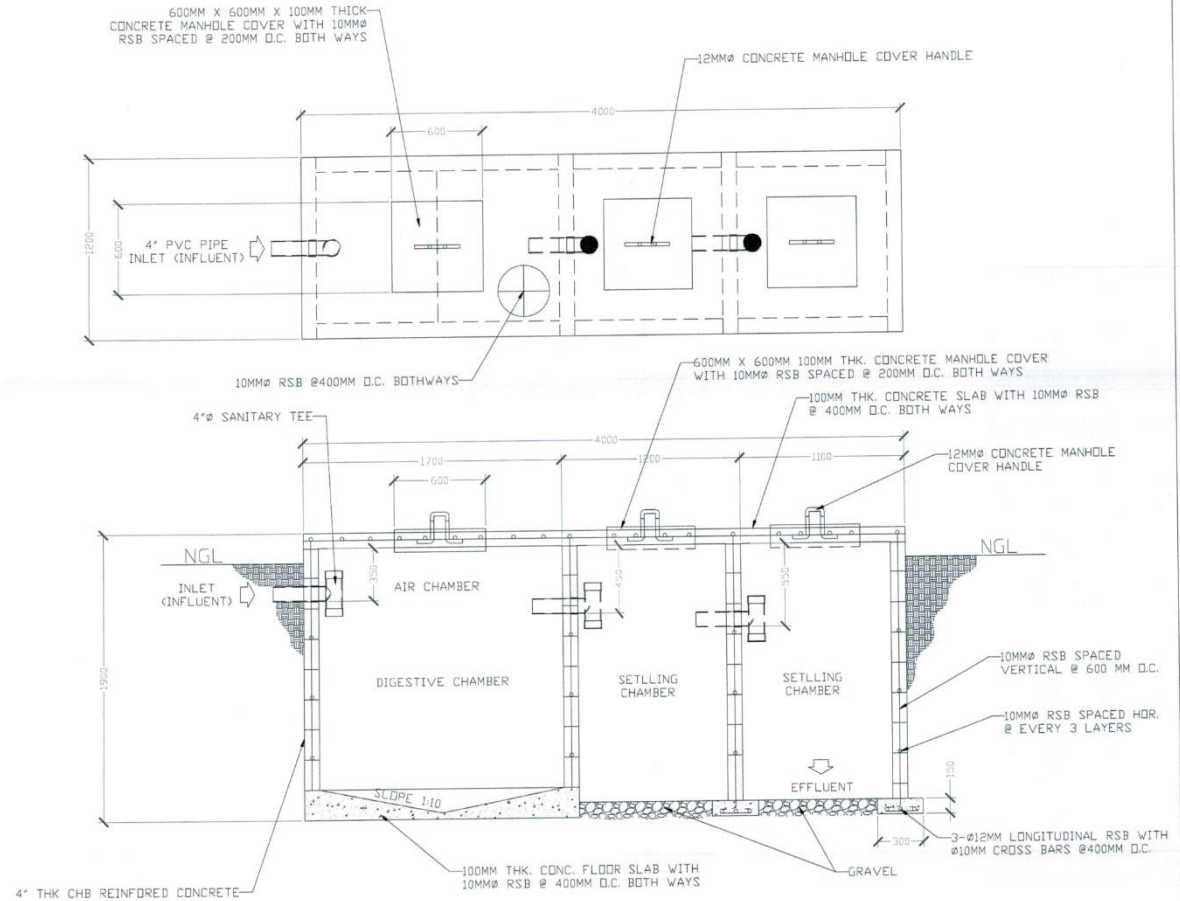 600MM X 600MM X 100MM THICK
CONCRETE MANHOLE COVER WITH 10MMØ
RSB SPACED @ 200MM O.C. BOTH WAYS
12MMØ CONCRETE MANHOLE COVER HANDLE
4000
600
1200
600
4" PVC PIPE
INLET (INFLUENT)
10MMØ RSB @400MM O.C. BOTHWAYS
600MM X 600MM 100MM THK. CONCRETE MANHOLE COVER
WITH 10MMØ RSB SPACED @ 200MM O.C. BOTH WAYS
4"Ø SANITARY TEE
100MM THK. CONCRETE SLAB WITH 10MMØ RSB
@ 400MM O.C. BOTH WAYS
4000
1700
1200
1100
600
12MMØ CONCRETE MANHOLE
COVER HANDLE
NGL
NGL
INLET
(INFLUENT)
350
AIR CHAMBER
450
550
1900
DIGESTIVE CHAMBER
SETLLING
CHAMBER
SETLLING
CHAMBER
10MMØ RSB SPACED
VERTICAL @ 600 MM O.C.
10MMØ RSB SPACED HOR.
@ EVERY 3 LAYERS
EFFLUENT
150
SLOPE 1:10
300
3-Ø12MM LONGITUDINAL RSB WITH
Ø10MM CROSS BARS @400MM O.C.
100MM THK. CONC. FLOOR SLAB WITH
10MMØ RSB @ 400MM O.C. BOTH WAYS
GRAVEL
4" THK CHB REINFORED CONCRETE